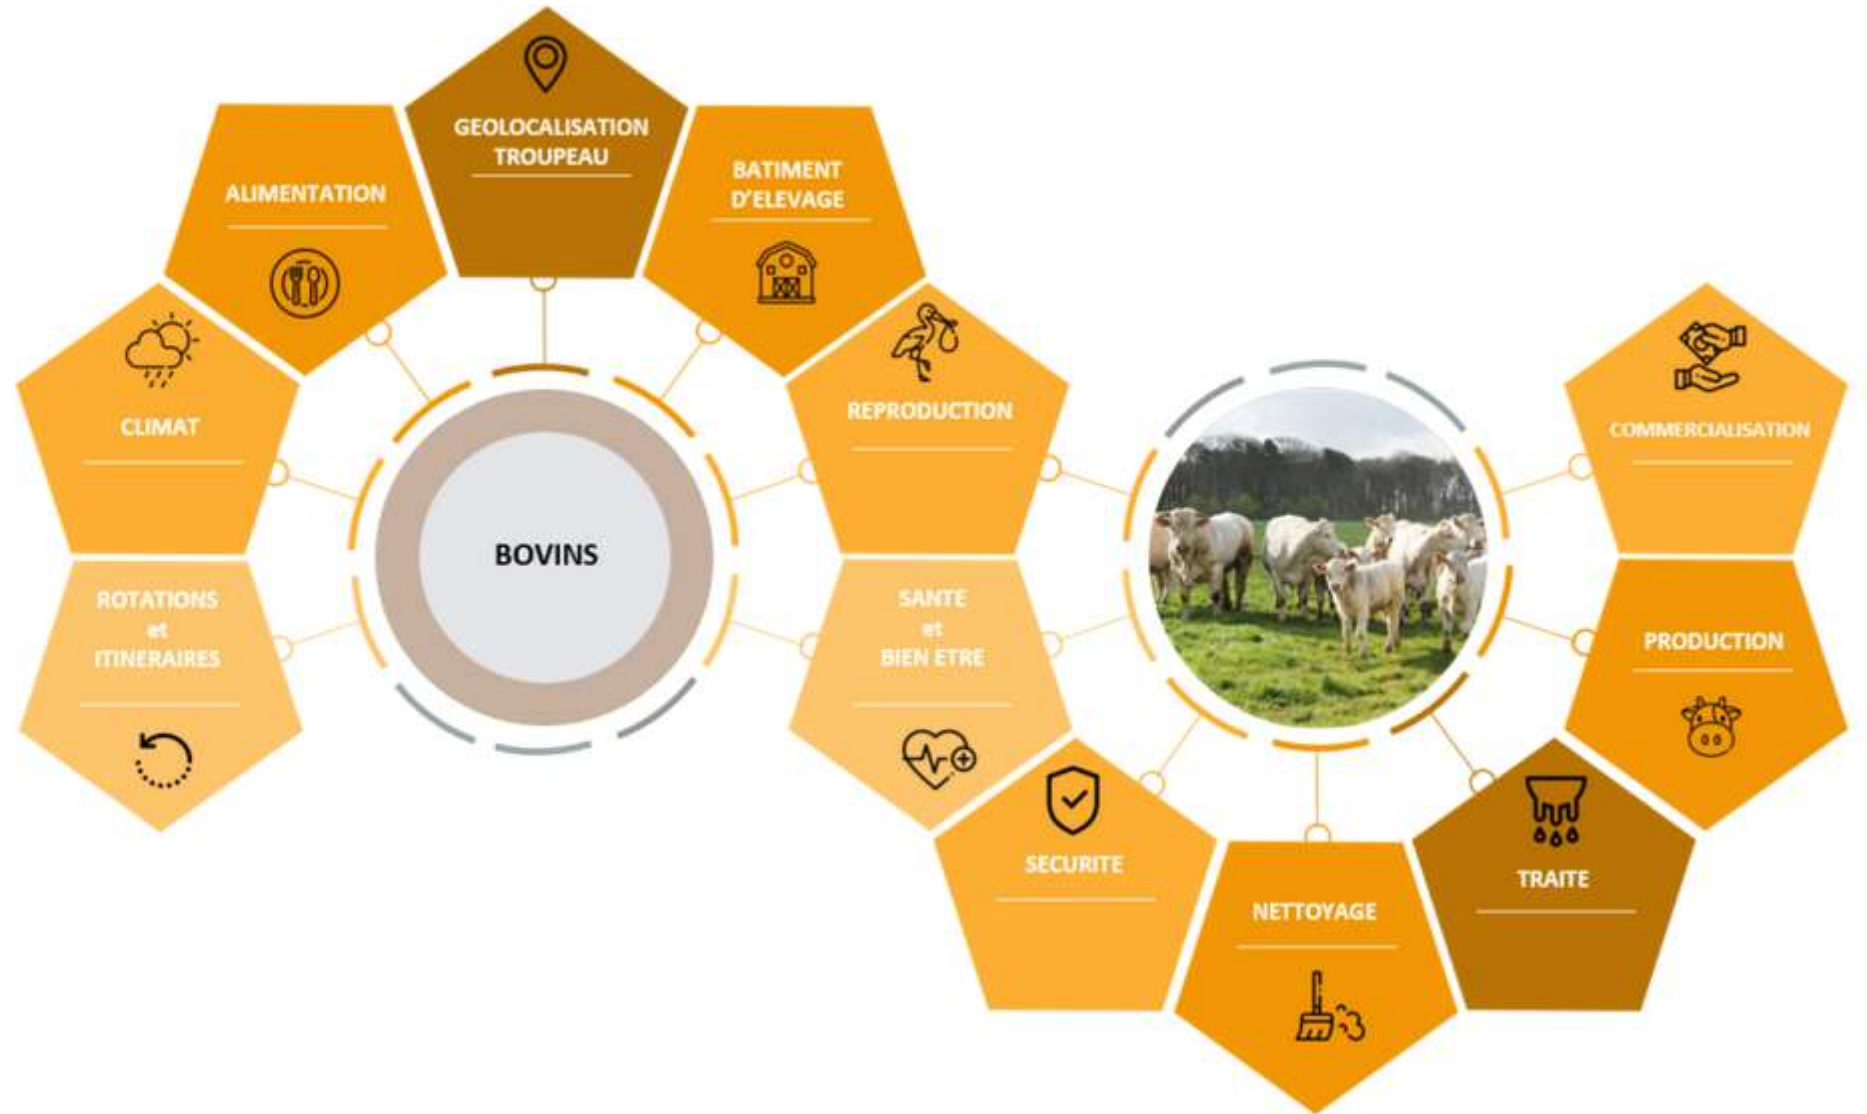 GEOLOCALISATION
TROUPEAU
ALIMENTATION
BATIMENT
D'ELEVAGE
CLIMAT
REPRODUCTION
COMMERCIALISATION
BOVINS
ROTATIONS
et
ITINERAIRES
SANTE
et
BIEN ETRE
PRODUCTION
SECURITE
TRAITE
NETTOYAGE